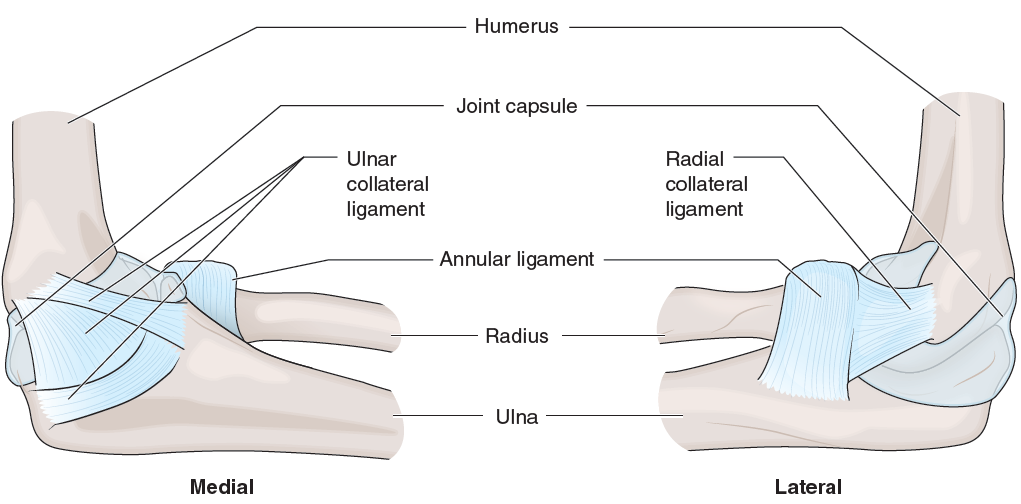 Humerus
Joint capsule
Ulnar
collateral
ligament
Radial
collateral
ligament
Annular ligament
Radius
Ulna
Medial
Lateral